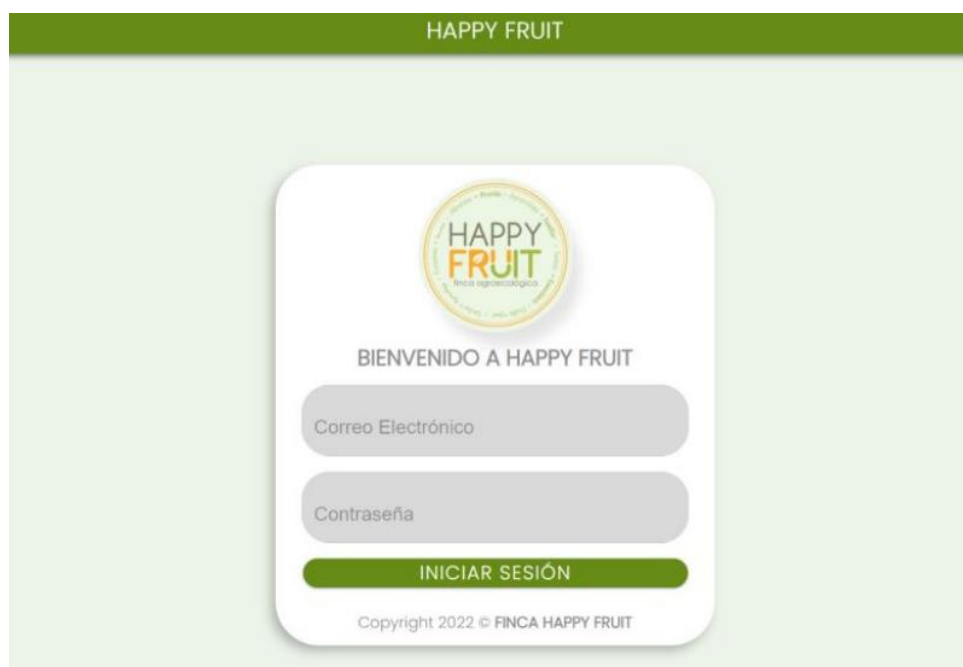 HAPPY FRUIT
HAPPY
FRUIT
finca agroecológica
BIENVENIDO A HAPPY FRUIT
Correo Electrónico
Contraseña
INICIAR SESIÓN
Copyright 2022 © FINCA HAPPY FRUIT